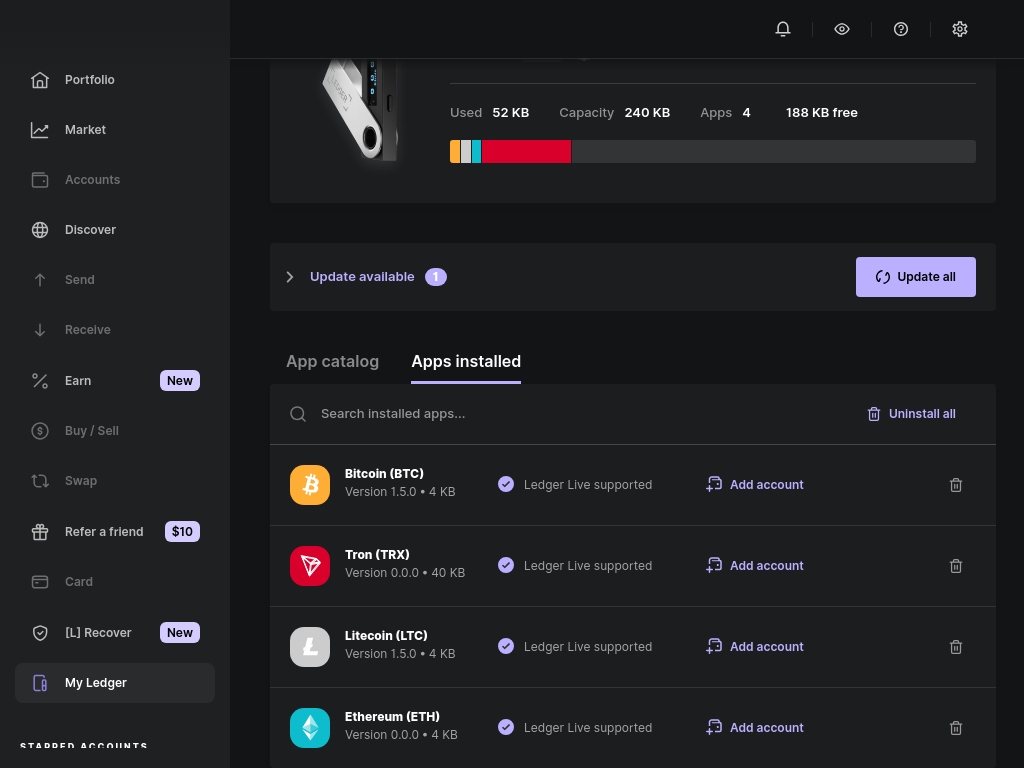 Portfolio
Market
Accounts
Discover
Send
Receive
Earn New
Buy / Sell
Swap
Refer a friend $10
Card
[L] Recover New
My Ledger
STARRED ACCOUNTS
Used 52 KB Capacity 240 KB Apps 4 188 KB free
Update available 1 Update all
App catalog Apps installed
Search installed apps... Uninstall all
Bitcoin (BTC)
Version 1.5.0 • 4 KB Ledger Live supported Add account
Tron (TRX)
Version 0.0.0 • 40 KB Ledger Live supported Add account
Litecoin (LTC)
Version 1.5.0 • 4 KB Ledger Live supported Add account
Ethereum (ETH)
Version 0.0.0 • 4 KB Ledger Live supported Add account